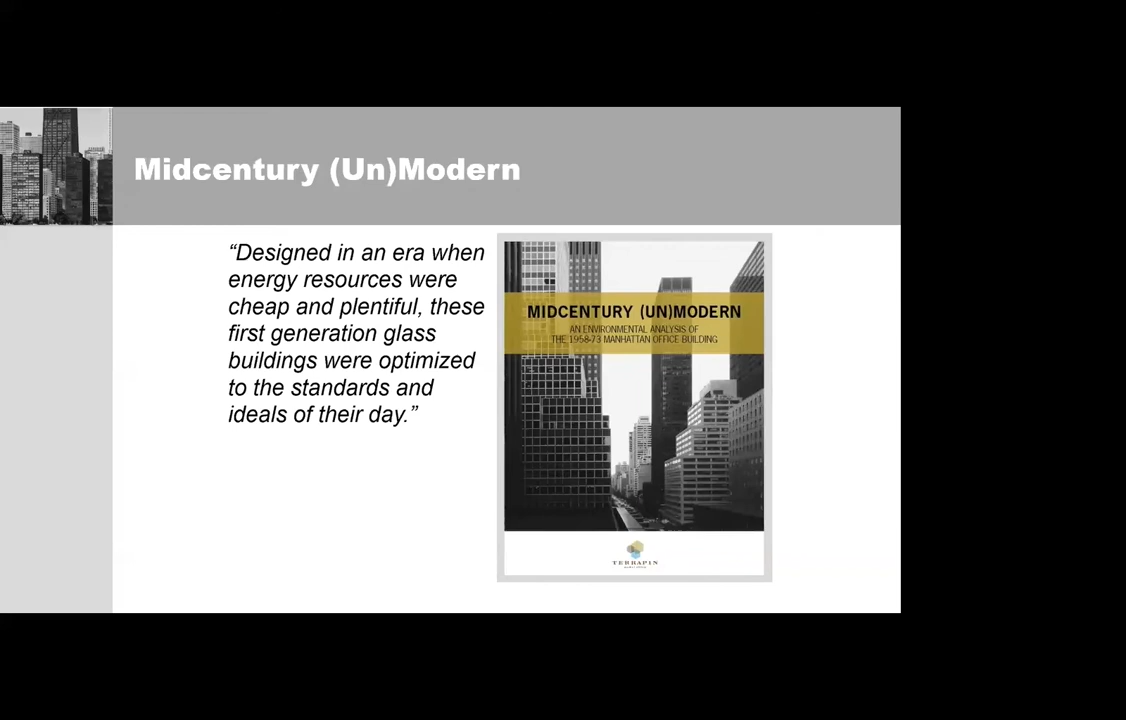 Midcentury (Un)Modern
“Designed in an era when
energy resources were
cheap and plentiful, these
first generation glass
buildings were optimized
to the standards and
ideals of their day.”
MIDCENTURY (UN)MODERN
AN ENVIRONMENTAL ANALYSIS OF
THE 1958-73 MANHATTAN OFFICE BUILDING
TERRAPIN